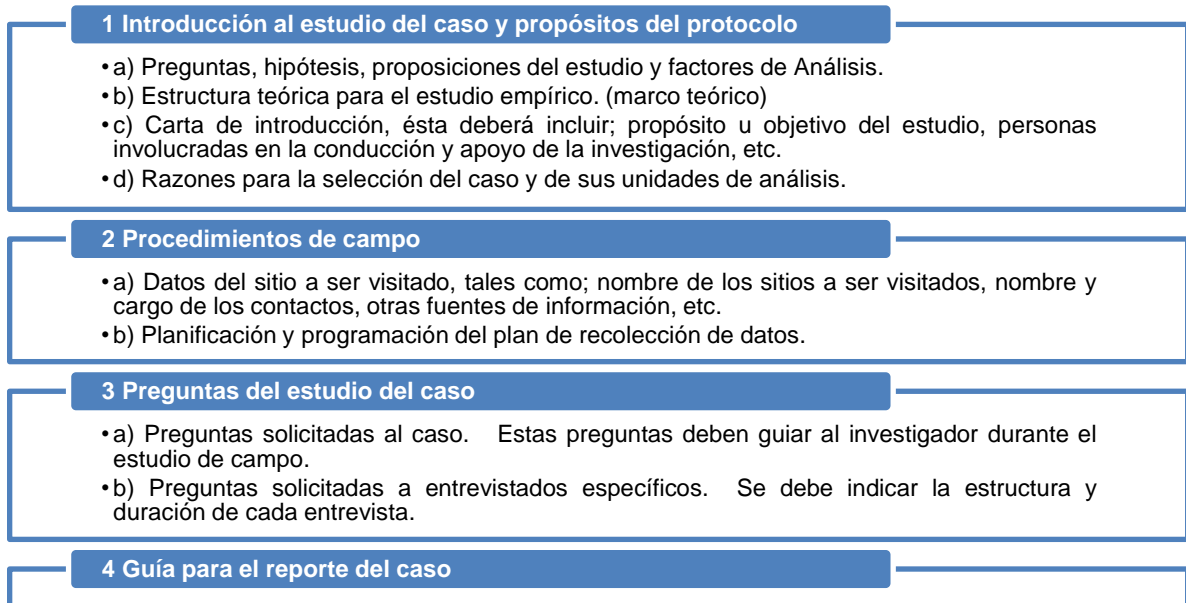 1 Introducción al estudio del caso y propósitos del protocolo
• a) Preguntas, hipótesis, proposiciones del estudio y factores de Análisis.
• b) Estructura teórica para el estudio empírico. (marco teórico)
• c) Carta de introducción, ésta deberá incluir; propósito u objetivo del estudio, personas
involucradas en la conducción y apoyo de la investigación, etc.
• d) Razones para la selección del caso y de sus unidades de análisis.
2 Procedimientos de campo
• a) Datos del sitio a ser visitado, tales como; nombre de los sitios a ser visitados, nombre y
cargo de los contactos, otras fuentes de información, etc.
• b) Planificación y programación del plan de recolección de datos.
3 Preguntas del estudio del caso
• a) Preguntas solicitadas al caso. Estas preguntas deben guiar al investigador durante el
estudio de campo.
• b) Preguntas solicitadas a entrevistados específicos. Se debe indicar la estructura y
duración de cada entrevista.
4 Guía para el reporte del caso